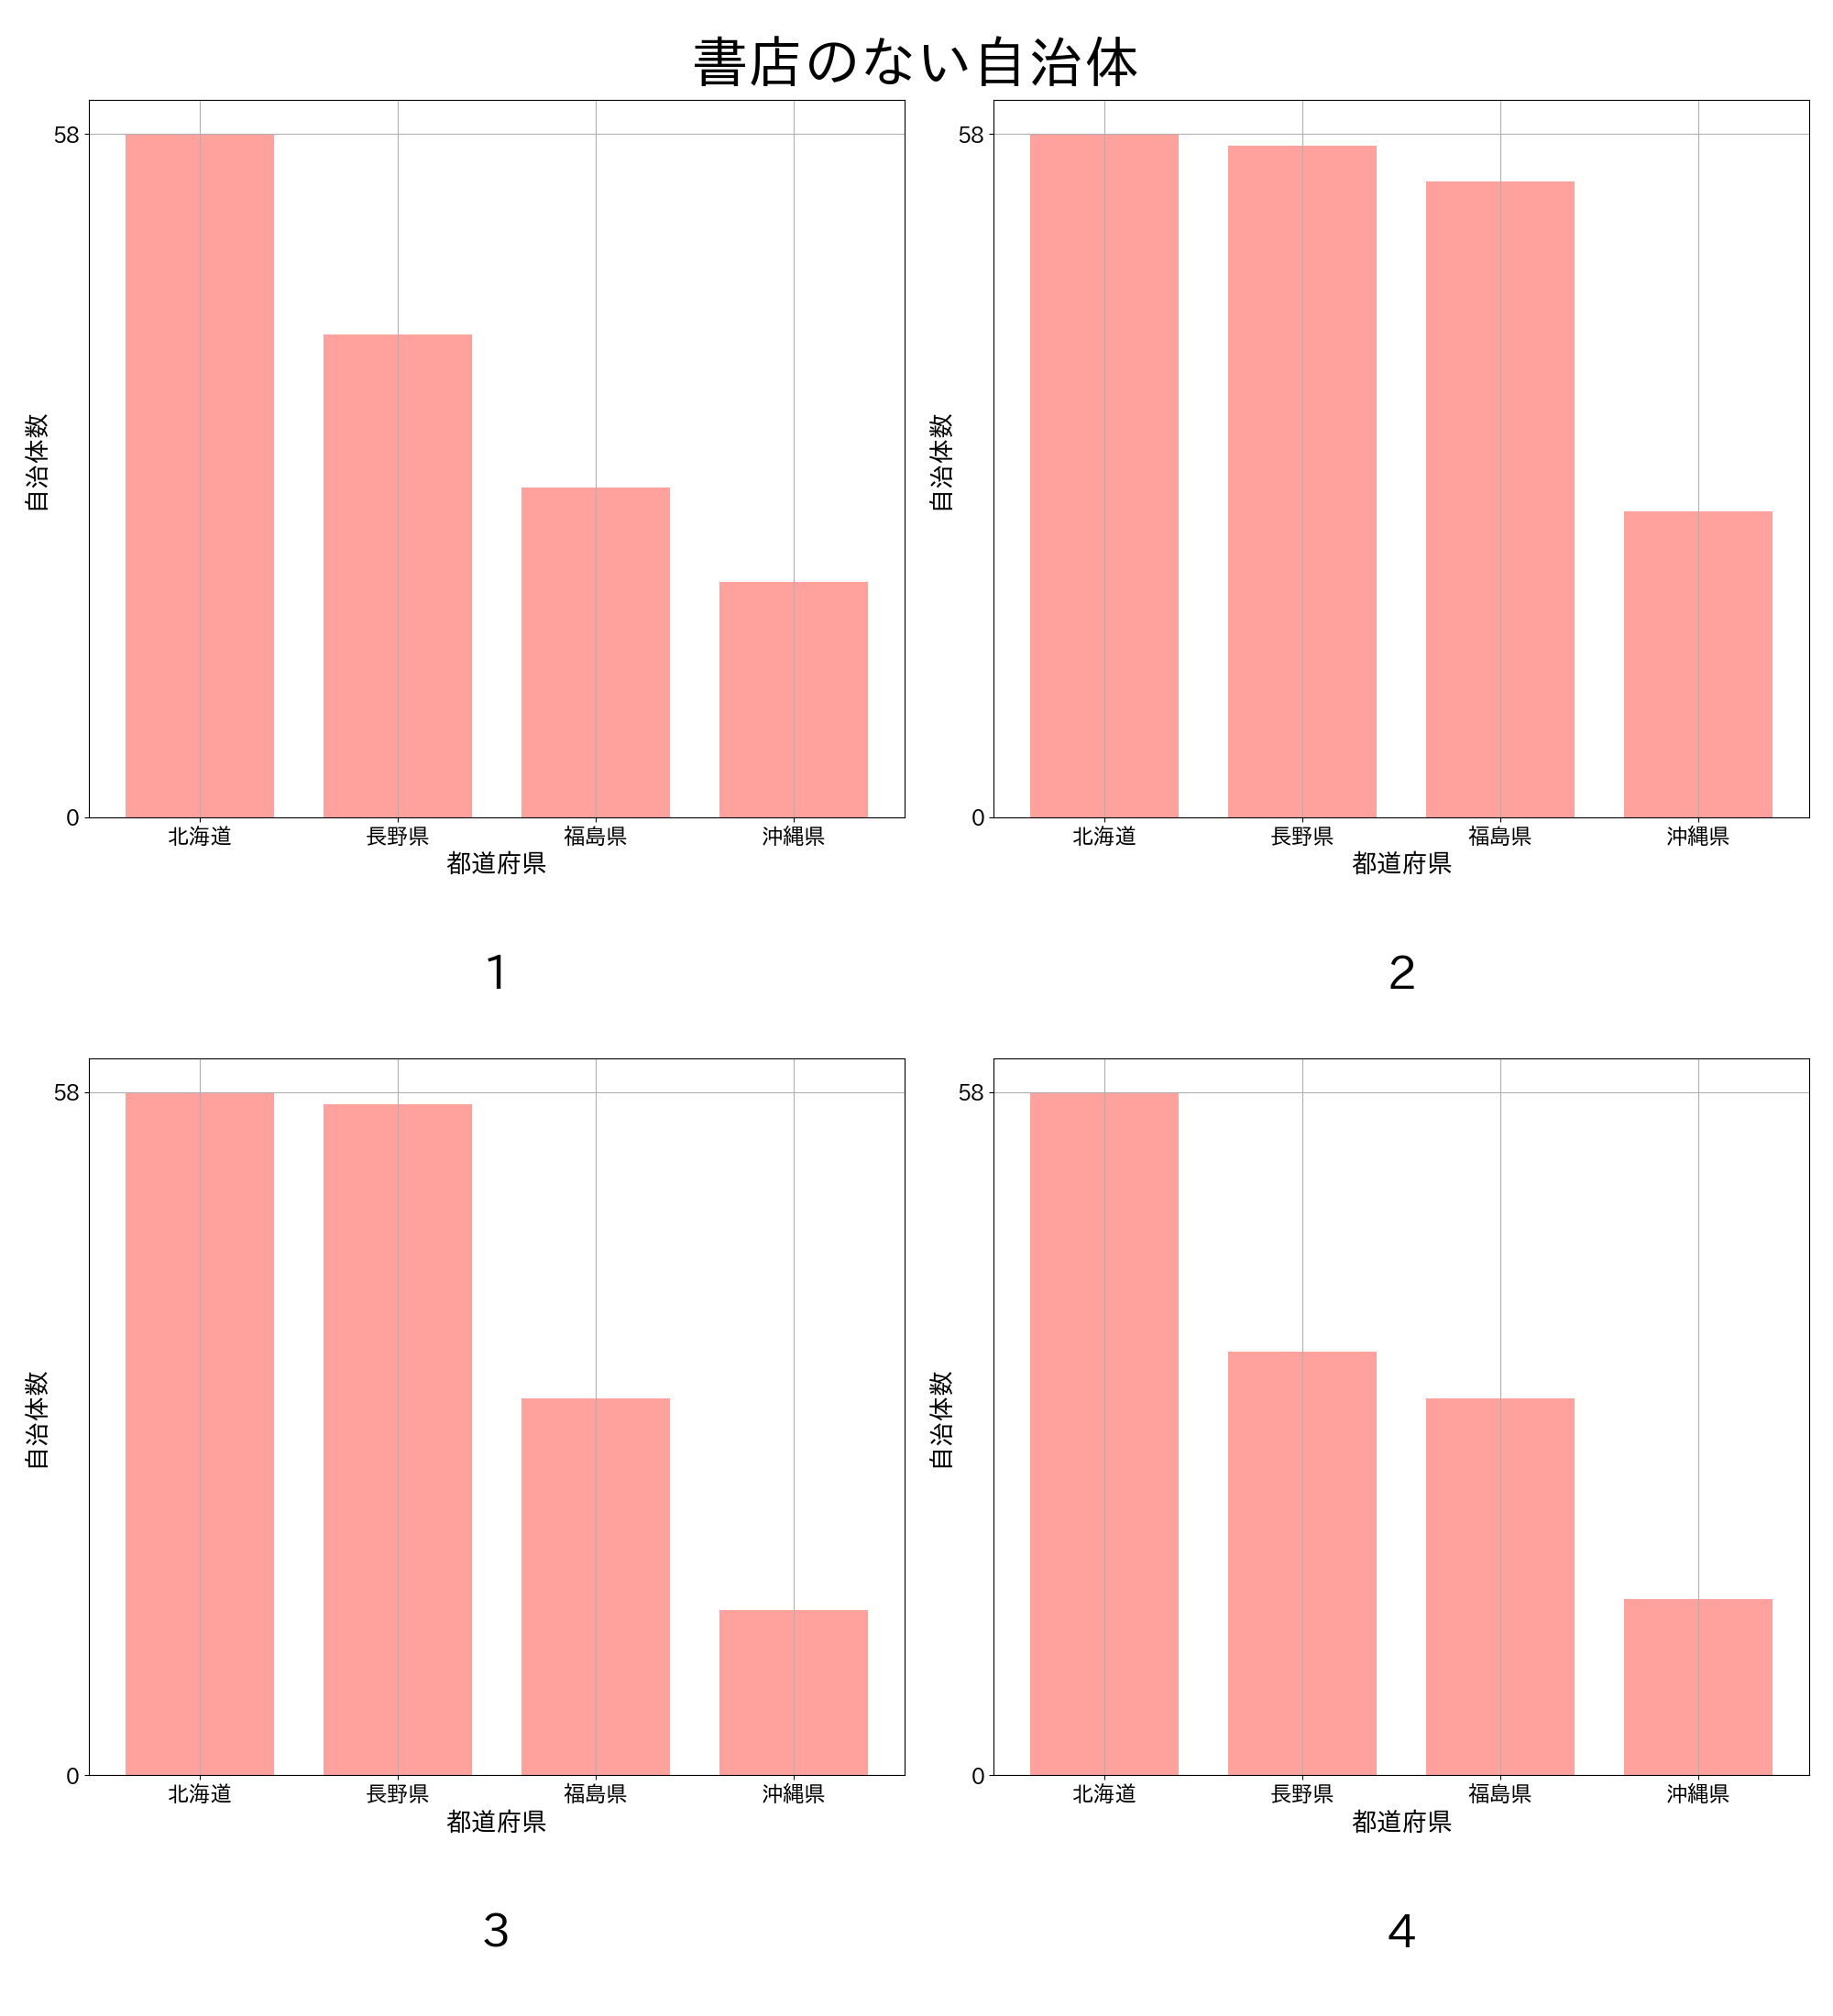 書店のない自治体
58
0
自治体数
北海道 長野県 福島県 沖縄県
都道府県
1
58
0
自治体数
北海道 長野県 福島県 沖縄県
都道府県
2
58
0
自治体数
北海道 長野県 福島県 沖縄県
都道府県
3
58
0
自治体数
北海道 長野県 福島県 沖縄県
都道府県
4